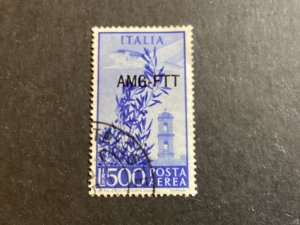 ITALIA
AMG-FTT
L.500 POSTA
AEREA